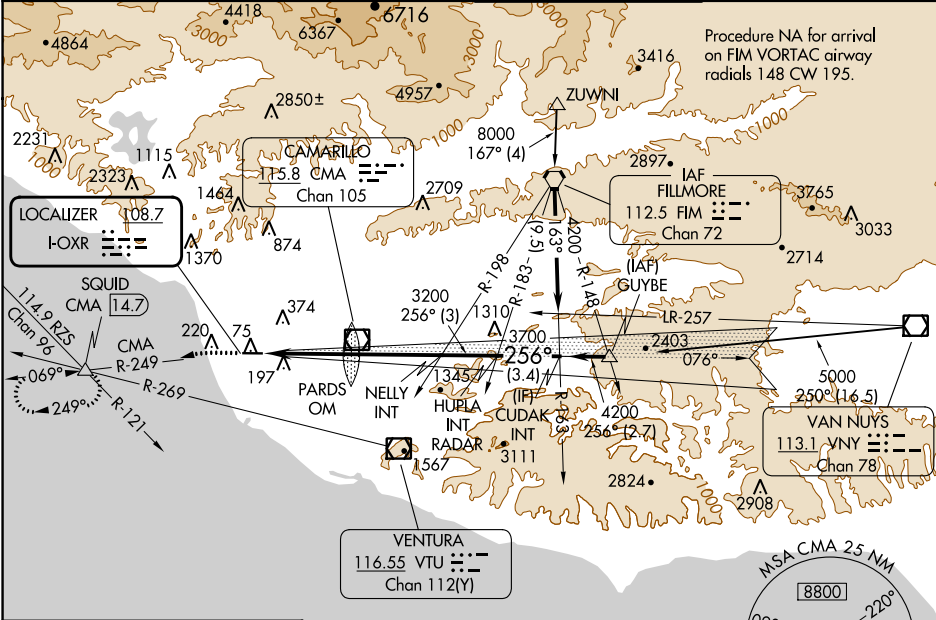 4418
6716
6367
4864
Procedure NA for arrival
on FIM VORTAC airway
radials 148 CW 195.
3000
3000
3416
4957
ZUWNI
2850±
1000
8000
167° (4)
2231
1000
1115
2323
CAMARILLO
115.8 CMA
Chan 105
2897
IAF
FILLMORE
112.5 FIM
Chan 72
1464
2709
3765
3033
LOCALIZER 108.7
I-OXR
874
1370
2714
4200
163°
(9.5)
R-198
R-183
R-148
(IAF)
GUYBE
SQUID
CMA 14.7
114.9 RZS
Chan 96
374
3200
256° (3)
1310
LR-257
220
75
3700
256°
(3.4)
2403
076°
CMA
R-249
197
069°
R-269
249°
R-121
PARDS
OM
NELLY
INT
1345
HUPLA
INT
RADAR
(IF)
CUDAK
INT
R-163
4200
256° (2.7)
5000
250° (16.5)
VAN NUYS
113.1 VNY
Chan 78
1567
3111
2824
1000
2908
VENTURA
116.55 VTU
Chan 112(Y)
MSA CMA 25 NM
8800
220°